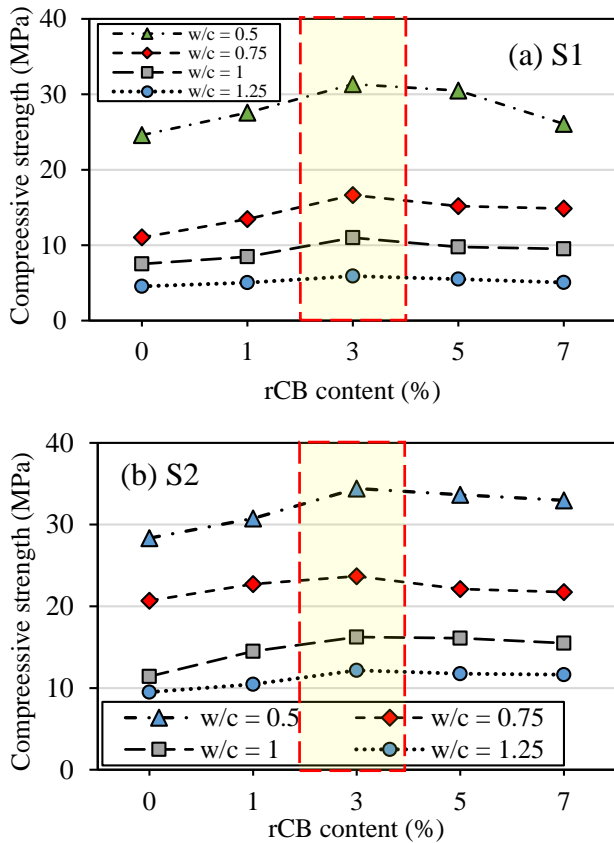 40
30
20
10
0
Compreessive strength (MPa)
w/c = 0.5
w/c = 0.75
w/c = 1
w/c = 1.25
(a) S1
0 1 3 5 7
rCB content (%)
40
30
20
10
0
Compreessive strength (MPa)
(b) S2
w/c = 0.5 w/c = 0.75
w/c = 1 w/c = 1.25
0 1 3 5 7
rCB content (%)